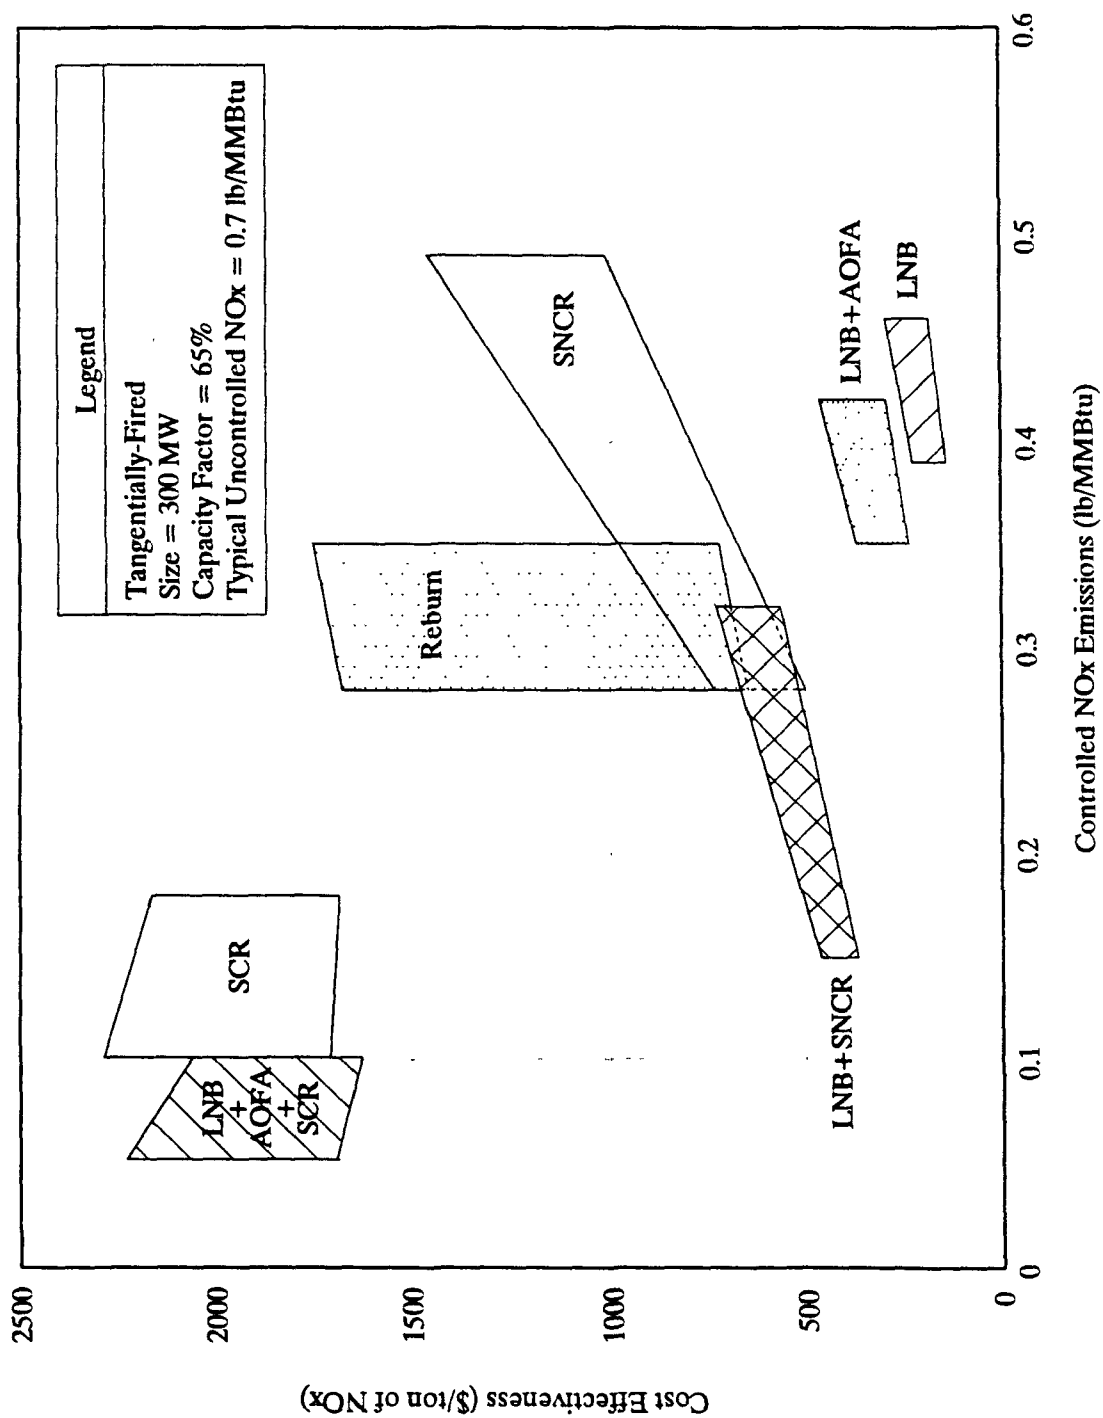 Legend
Tangentially-Fired
Size = 300 MW
Capacity Factor = 65%
Typical Uncontrolled NOx = 0.7 lb/MMBtu
Cost Effectiveness ($/ton of NOx)
2500
2000
1500
1000
500
0
LNB
+
AOFA
+
SCR
SCR
Reburn
SNCR
LNB+SNCR
LNB+AOFA
LNB
0
0.1
0.2
0.3
0.4
0.5
0.6
Controlled NOx Emissions (lb/MMBtu)